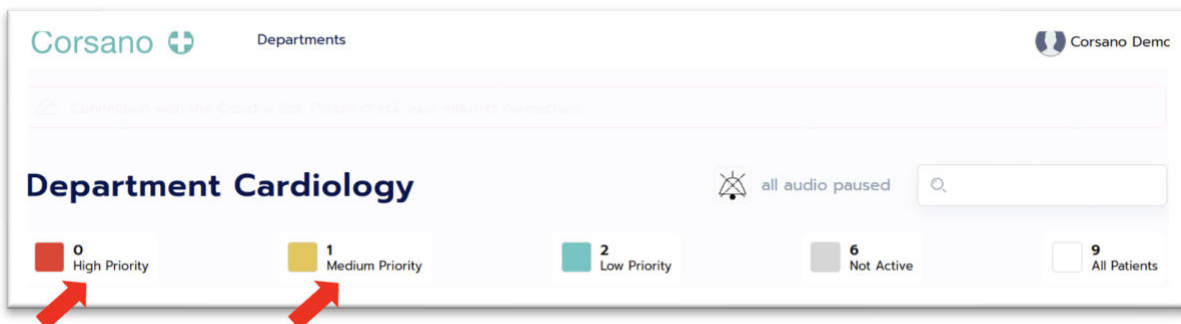 Corsano
Departments
Corsano Demo
Connection with the Cloud is lost. Please check your internet connection.
Department Cardiology
all audio paused
0
High Priority
1
Medium Priority
2
Low Priority
6
Not Active
9
All Patients